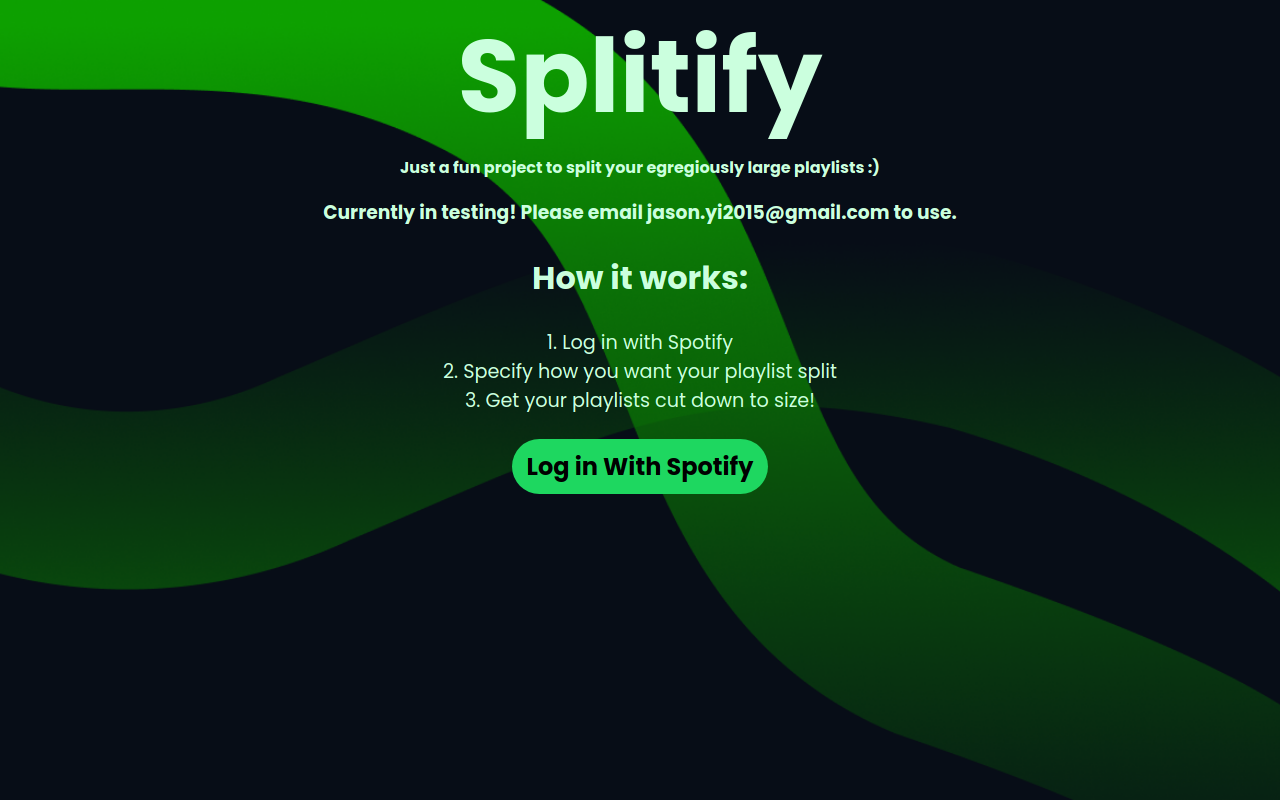 Splitify
Just a fun project to split your egregiously large playlists :)
Currently in testing! Please email jason.yi2015@gmail.com to use.
How it works:
1. Log in with Spotify
2. Specify how you want your playlist split
3. Get your playlists cut down to size!
Log in With Spotify